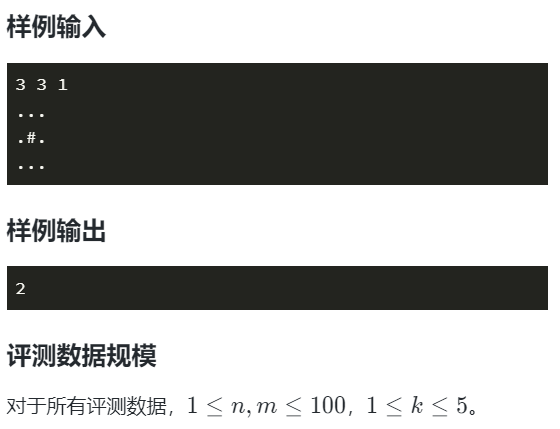 样例输入
3 3 1
...
.#.
...
样例输出
2
评测数据规模
对于所有评测数据，1 ≤ n, m ≤ 100，1 ≤ k ≤ 5。